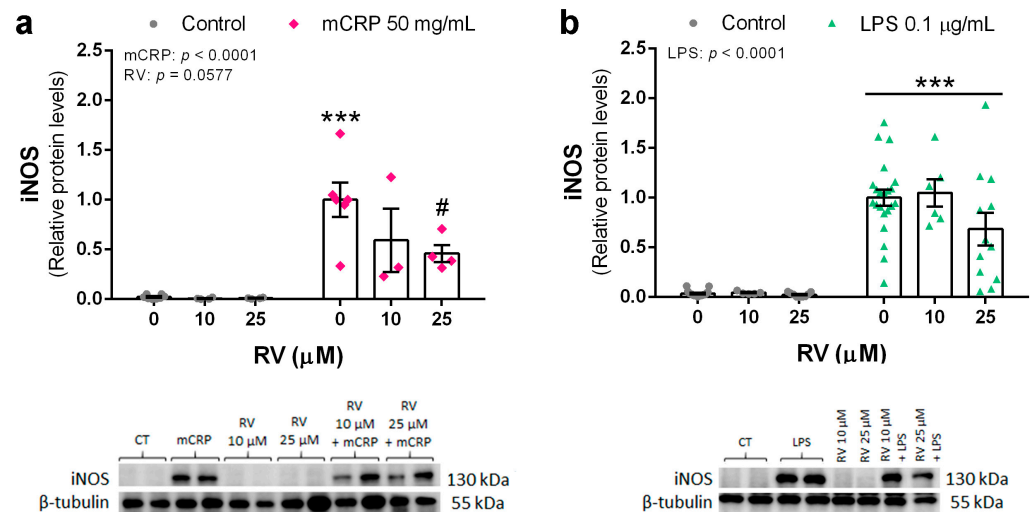 a
Control mCRP 50 mg/mL
mCRP: p < 0.0001
RV: p = 0.0577
iNOS
(Relative protein levels)
2.5
2.0
1.5
1.0
0.5
0.0
***
#
0 10 25 0 10 25
RV (μM)
CT
mCRP
RV
10 μM
RV
25 μM
RV
10 μM
+ mCRP
RV
25 μM
+ mCRP
iNOS 130 kDa
β-tubulin 55 kDa
b
Control LPS 0.1 μg/mL
LPS: p < 0.0001
iNOS
(Relative protein levels)
2.5
2.0
1.5
1.0
0.5
0.0
***
0 10 25 0 10 25
RV (μM)
CT
LPS
RV 10 μM
RV 25 μM
RV 10 μM
+ LPS
RV 25 μM
+ LPS
iNOS 130 kDa
β-tubulin 55 kDa